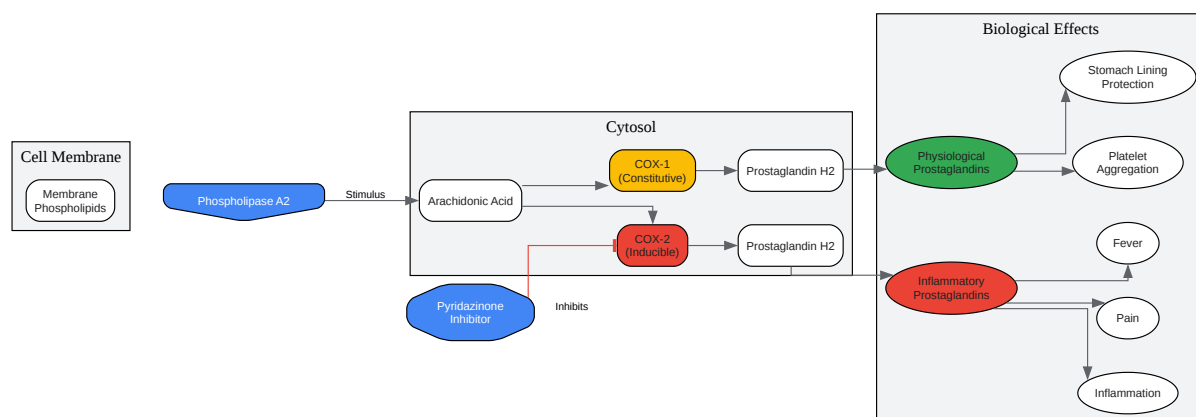 Cell Membrane
Membrane
Phospholipids
Phospholipase A2
Stimulus
Cytosol
Arachidonic Acid
COX-1
(Constitutive)
Prostaglandin H2
COX-2
(Inducible)
Prostaglandin H2
Pyridazinone
Inhibitor
Inhibits
Biological Effects
Physiological
Prostaglandins
Stomach Lining
Protection
Platelet
Aggregation
Inflammatory
Prostaglandins
Fever
Pain
Inflammation